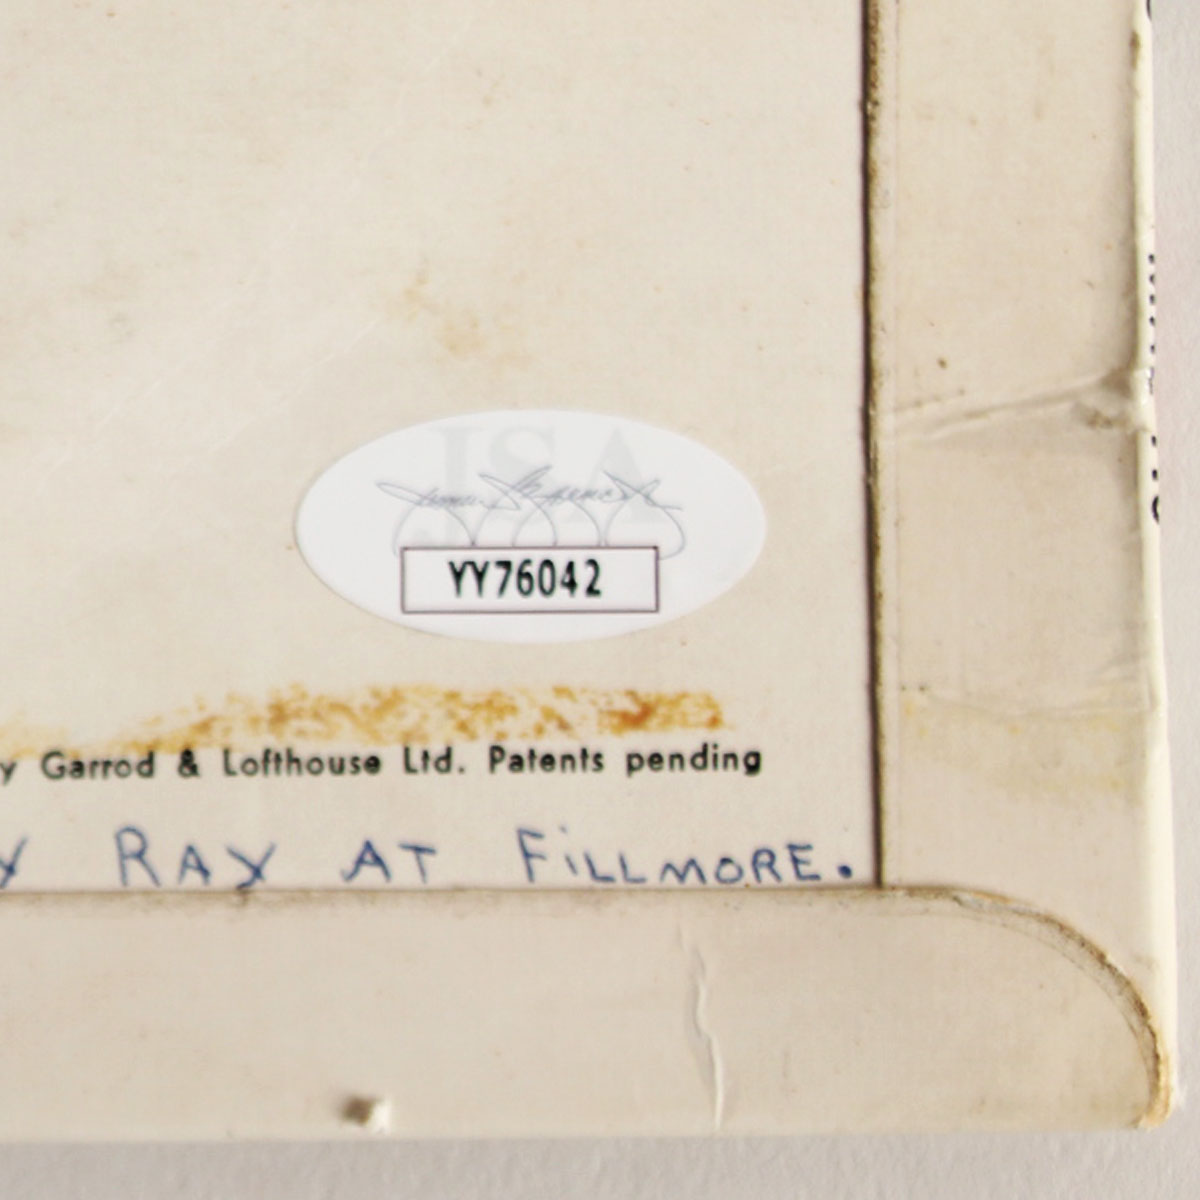 JSA
YY76042
y Garrod & Lofthouse Ltd. Patents pending
Y RAY AT FiLLMORE.